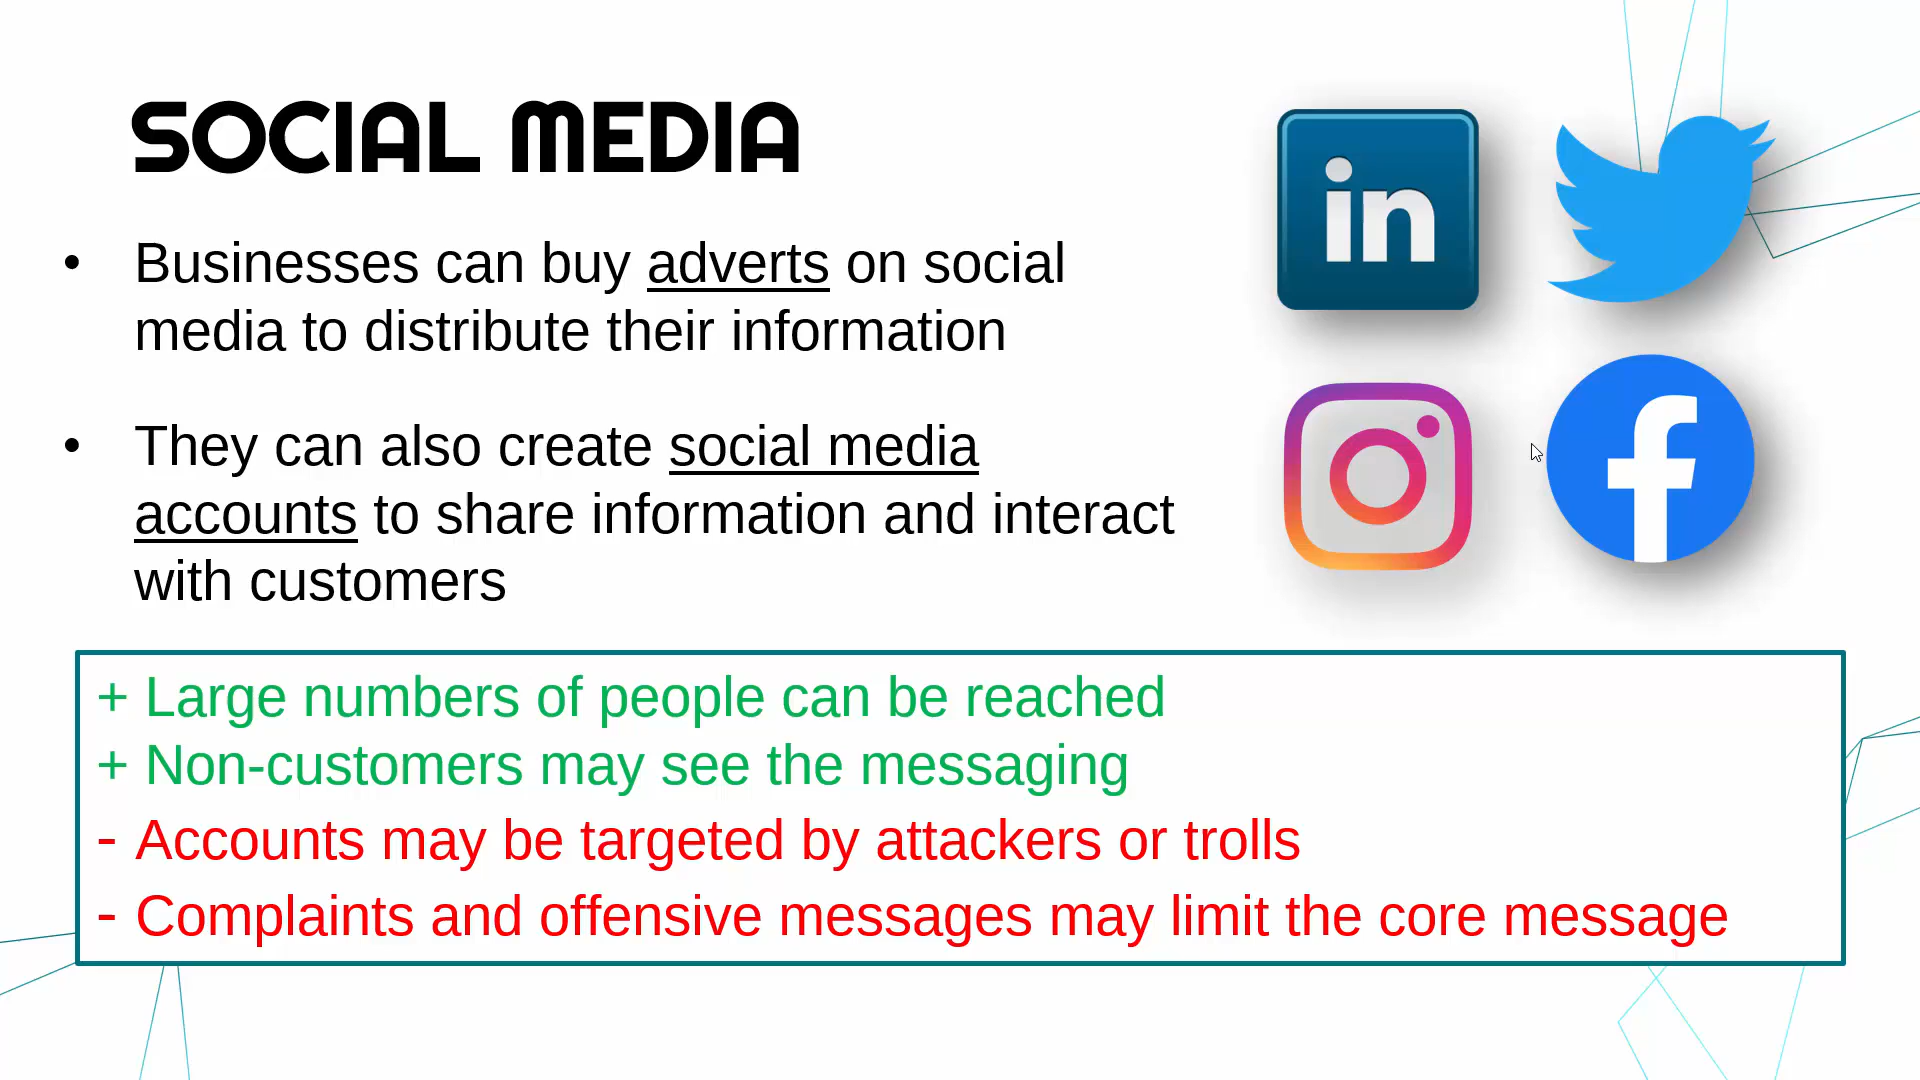 SOCIAL MEDIA
• Businesses can buy adverts on social
media to distribute their information
• They can also create social media
accounts to share information and interact
with customers
in
f
+ Large numbers of people can be reached
+ Non-customers may see the messaging
- Accounts may be targeted by attackers or trolls
- Complaints and offensive messages may limit the core message